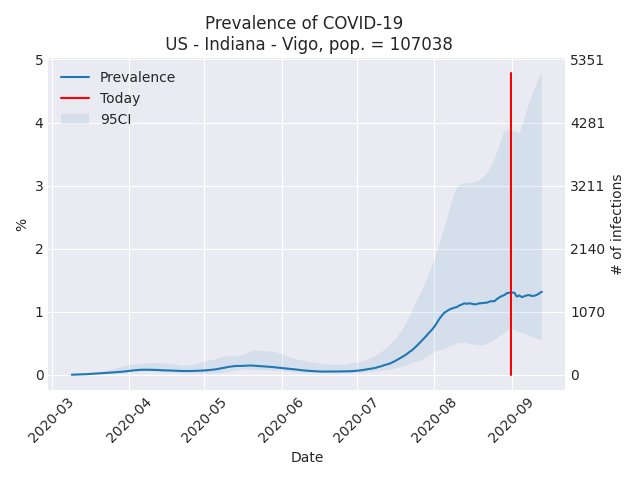 Prevalence of COVID-19
US - Indiana - Vigo, pop. = 107038
Prevalence
Today
95CI
5
4
3
2
1
0
%
5351
4281
3211
2140
1070
0
# of infections
2020-03
2020-04
2020-05
2020-06
2020-07
2020-08
2020-09
Date